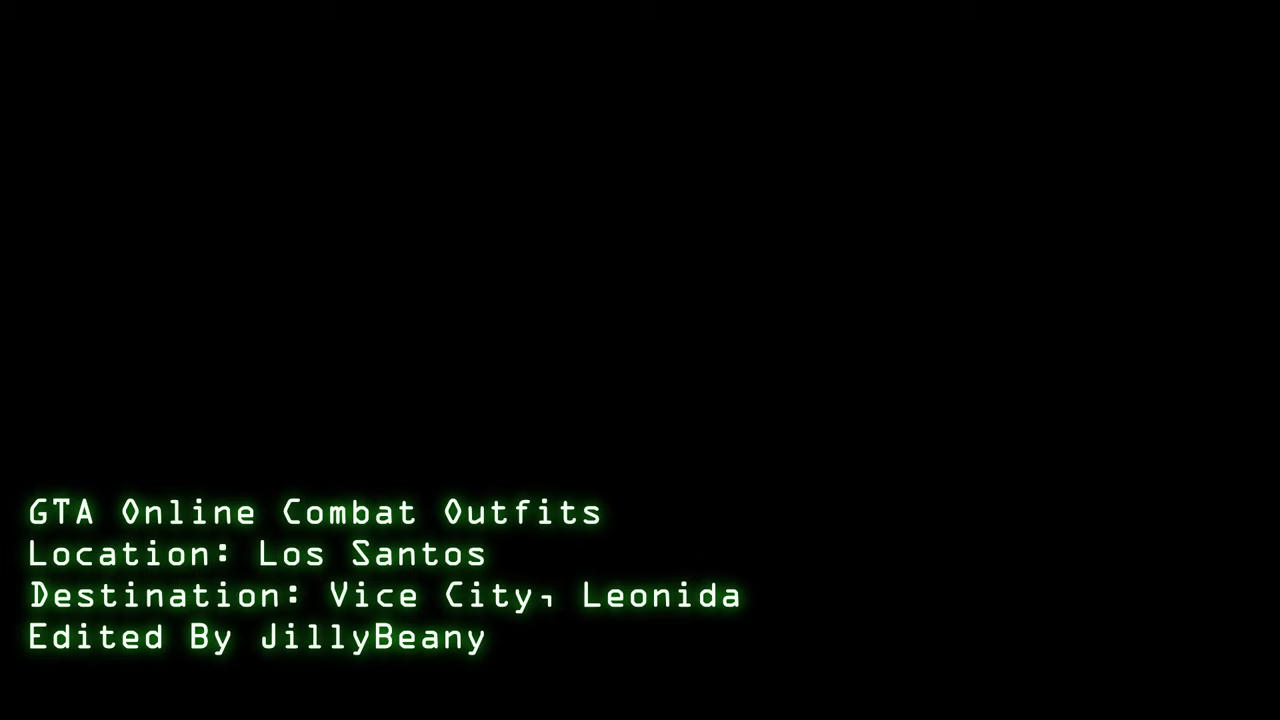 GTA Online Combat Outfits
Location: Los Santos
Destination: Vice City, Leonida
Edited By JillyBeany